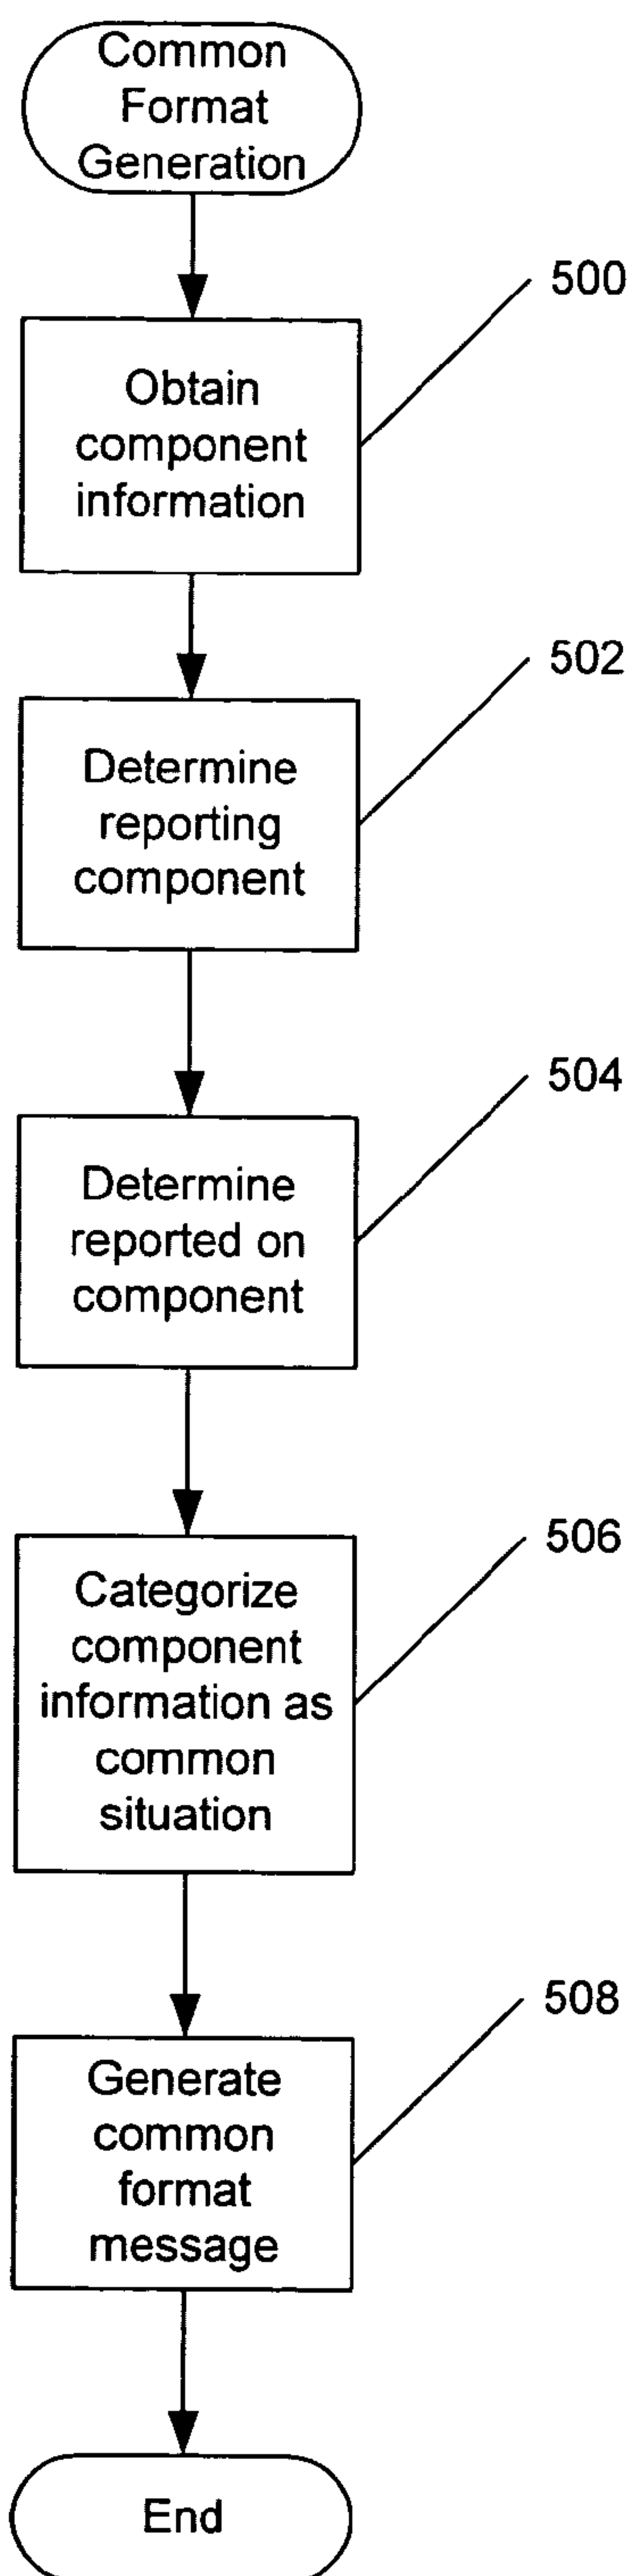 Common
Format
Generation
500
Obtain
component
information
502
Determine
reporting
component
504
Determine
reported on
component
506
Categorize
component
information as
common
situation
508
Generate
common
format
message
End